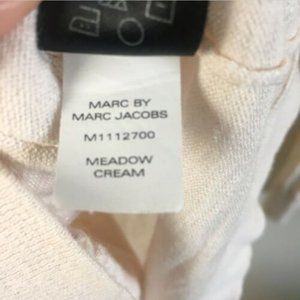 MARC BY
MARC JACOBS
M1112700
MEADOW
CREAM